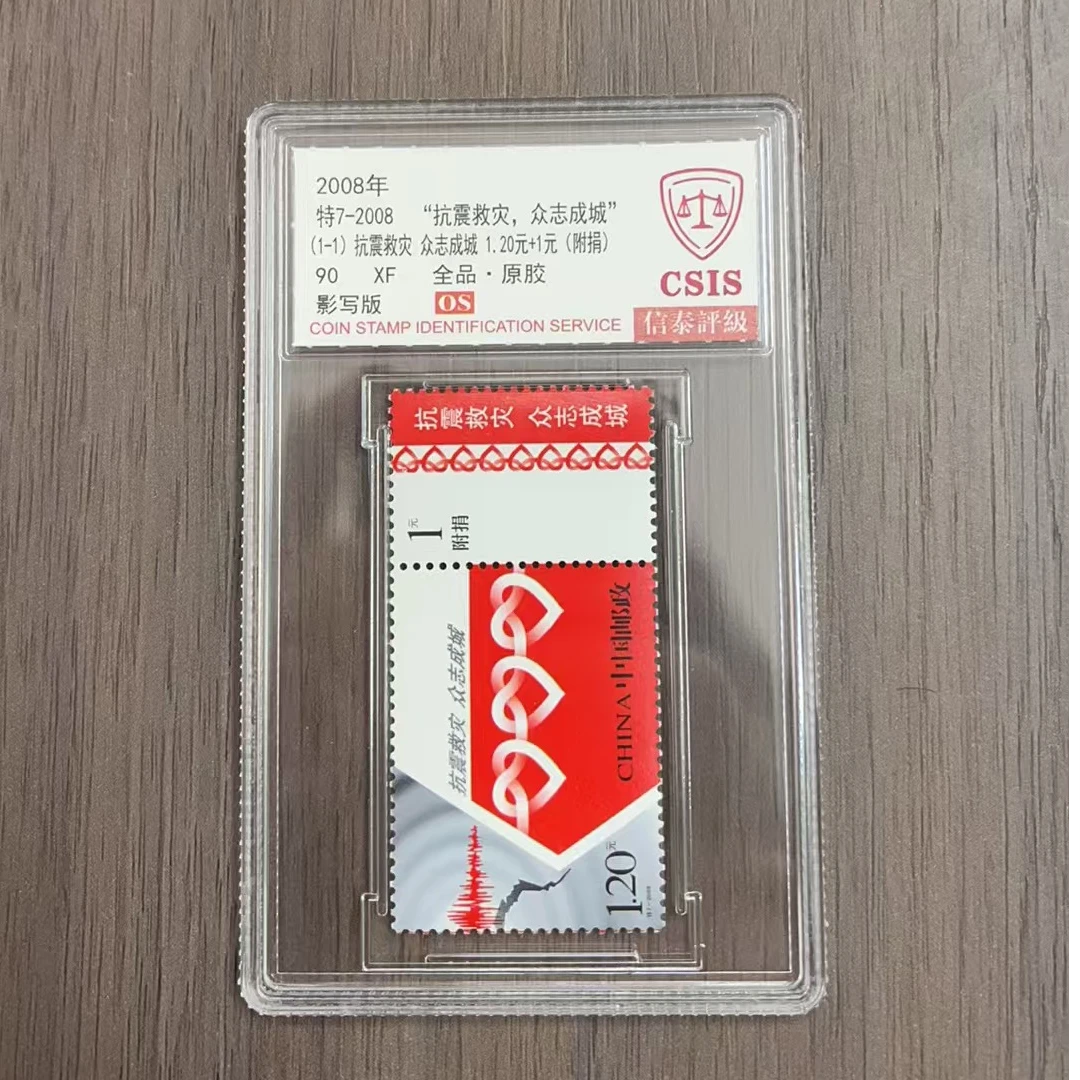 2008年
特7-2008 “抗震救灾，众志成城”
(1-1) 抗震救灾 众志成城 1.20元+1元（附捐）
90 XF 全品·原胶
影写版 OS
COIN STAMP IDENTIFICATION SERVICE
CSIS
信泰評級
抗震救灾 众志成城
1元
附捐
抗震救灾 众志成城
CHINA 中国邮政
1.20元
特7-2008